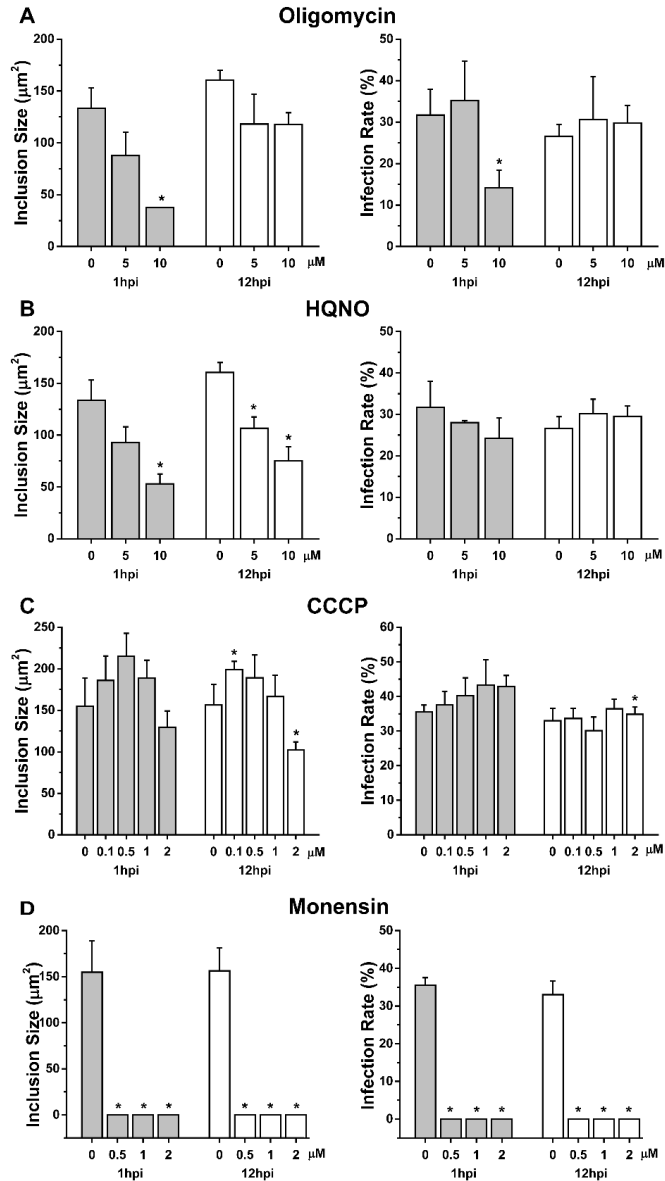 A
Oligomycin
Inclusion Size (μm²)
200
150
100
50
0
*
0 5 10 0 5 10 μM
1hpi 12hpi
Infection Rate (%)
50
40
30
20
10
0
*
0 5 10 0 5 10 μM
1hpi 12hpi
B
HQNO
Inclusion Size (μm²)
200
150
100
50
0
* * *
0 5 10 0 5 10 μM
1hpi 12hpi
Infection Rate (%)
50
40
30
20
10
0
0 5 10 0 5 10 μM
1hpi 12hpi
C
CCCP
Inclusion Size (μm²)
250
200
150
100
50
0
* *
0 0.1 0.5 1 2 0 0.1 0.5 1 2 μM
1hpi 12hpi
Infection Rate (%)
60
50
40
30
20
10
0
*
0 0.1 0.5 1 2 0 0.1 0.5 1 2 μM
1hpi 12hpi
D
Monensin
Inclusion Size (μm²)
200
150
100
50
0
* * * * * *
0 0.5 1 2 0 0.5 1 2 μM
1hpi 12hpi
Infection Rate (%)
50
40
30
20
10
0
* * * * * *
0 0.5 1 2 0 0.5 1 2 μM
1hpi 12hpi